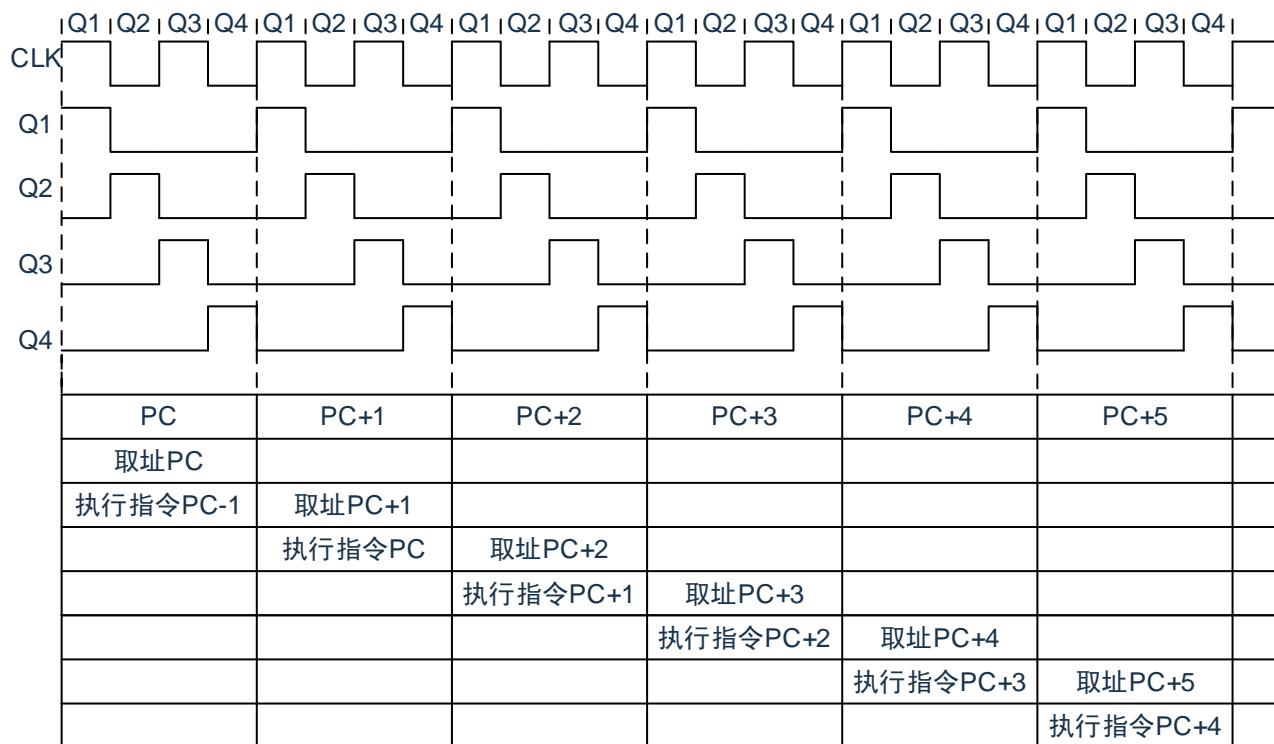 Q1 Q2 Q3 Q4 Q1 Q2 Q3 Q4 Q1 Q2 Q3 Q4 Q1 Q2 Q3 Q4 Q1 Q2 Q3 Q4 Q1 Q2 Q3 Q4
CLK
Q1
Q2
Q3
Q4
PC PC+1 PC+2 PC+3 PC+4 PC+5
取址PC
执行指令PC-1 取址PC+1
执行指令PC 取址PC+2
执行指令PC+1 取址PC+3
执行指令PC+2 取址PC+4
执行指令PC+3 取址PC+5
执行指令PC+4